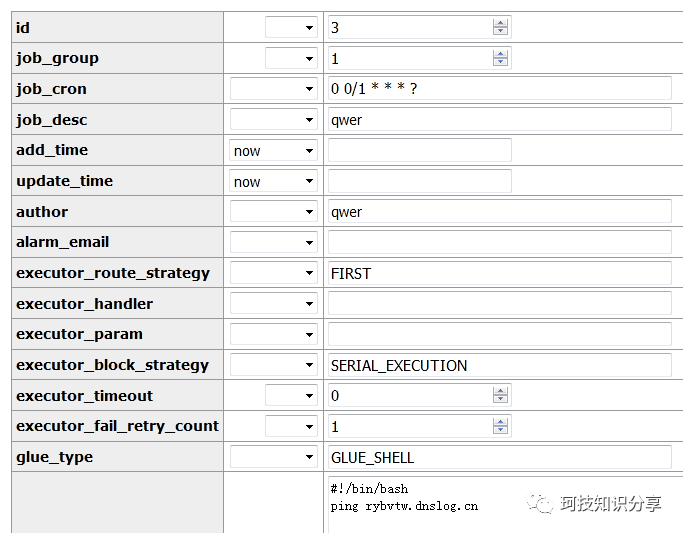 id 3
job_group 1
job_cron 0 0/1 * * * ?
job_desc qwer
add_time now
update_time now
author qwer
alarm_email
executor_route_strategy FIRST
executor_handler
executor_param
executor_block_strategy SERIAL_EXECUTION
executor_timeout 0
executor_fail_retry_count 1
glue_type GLUE_SHELL
#!/bin/bash
ping rybvtw.dnslog.cn
珂技知识分享